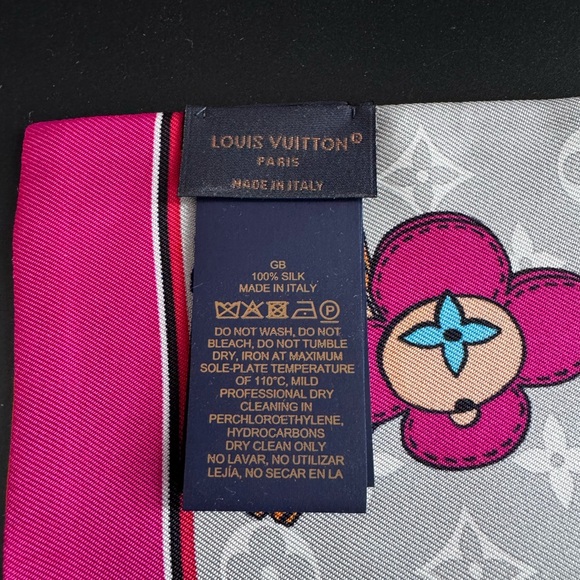 LOUIS VUITTON®
PARIS
MADE IN ITALY
GB
100% SILK
MADE IN ITALY
DO NOT WASH, DO NOT
BLEACH, DO NOT TUMBLE
DRY, IRON AT MAXIMUM
SOLE-PLATE TEMPERATURE
OF 110°C, MILD
PROFESSIONAL DRY
CLEANING IN
PERCHLOROETHYLENE,
HYDROCARBONS
DRY CLEAN ONLY
NO LAVAR, NO UTILIZAR
LEJÍA, NO SECAR EN LA